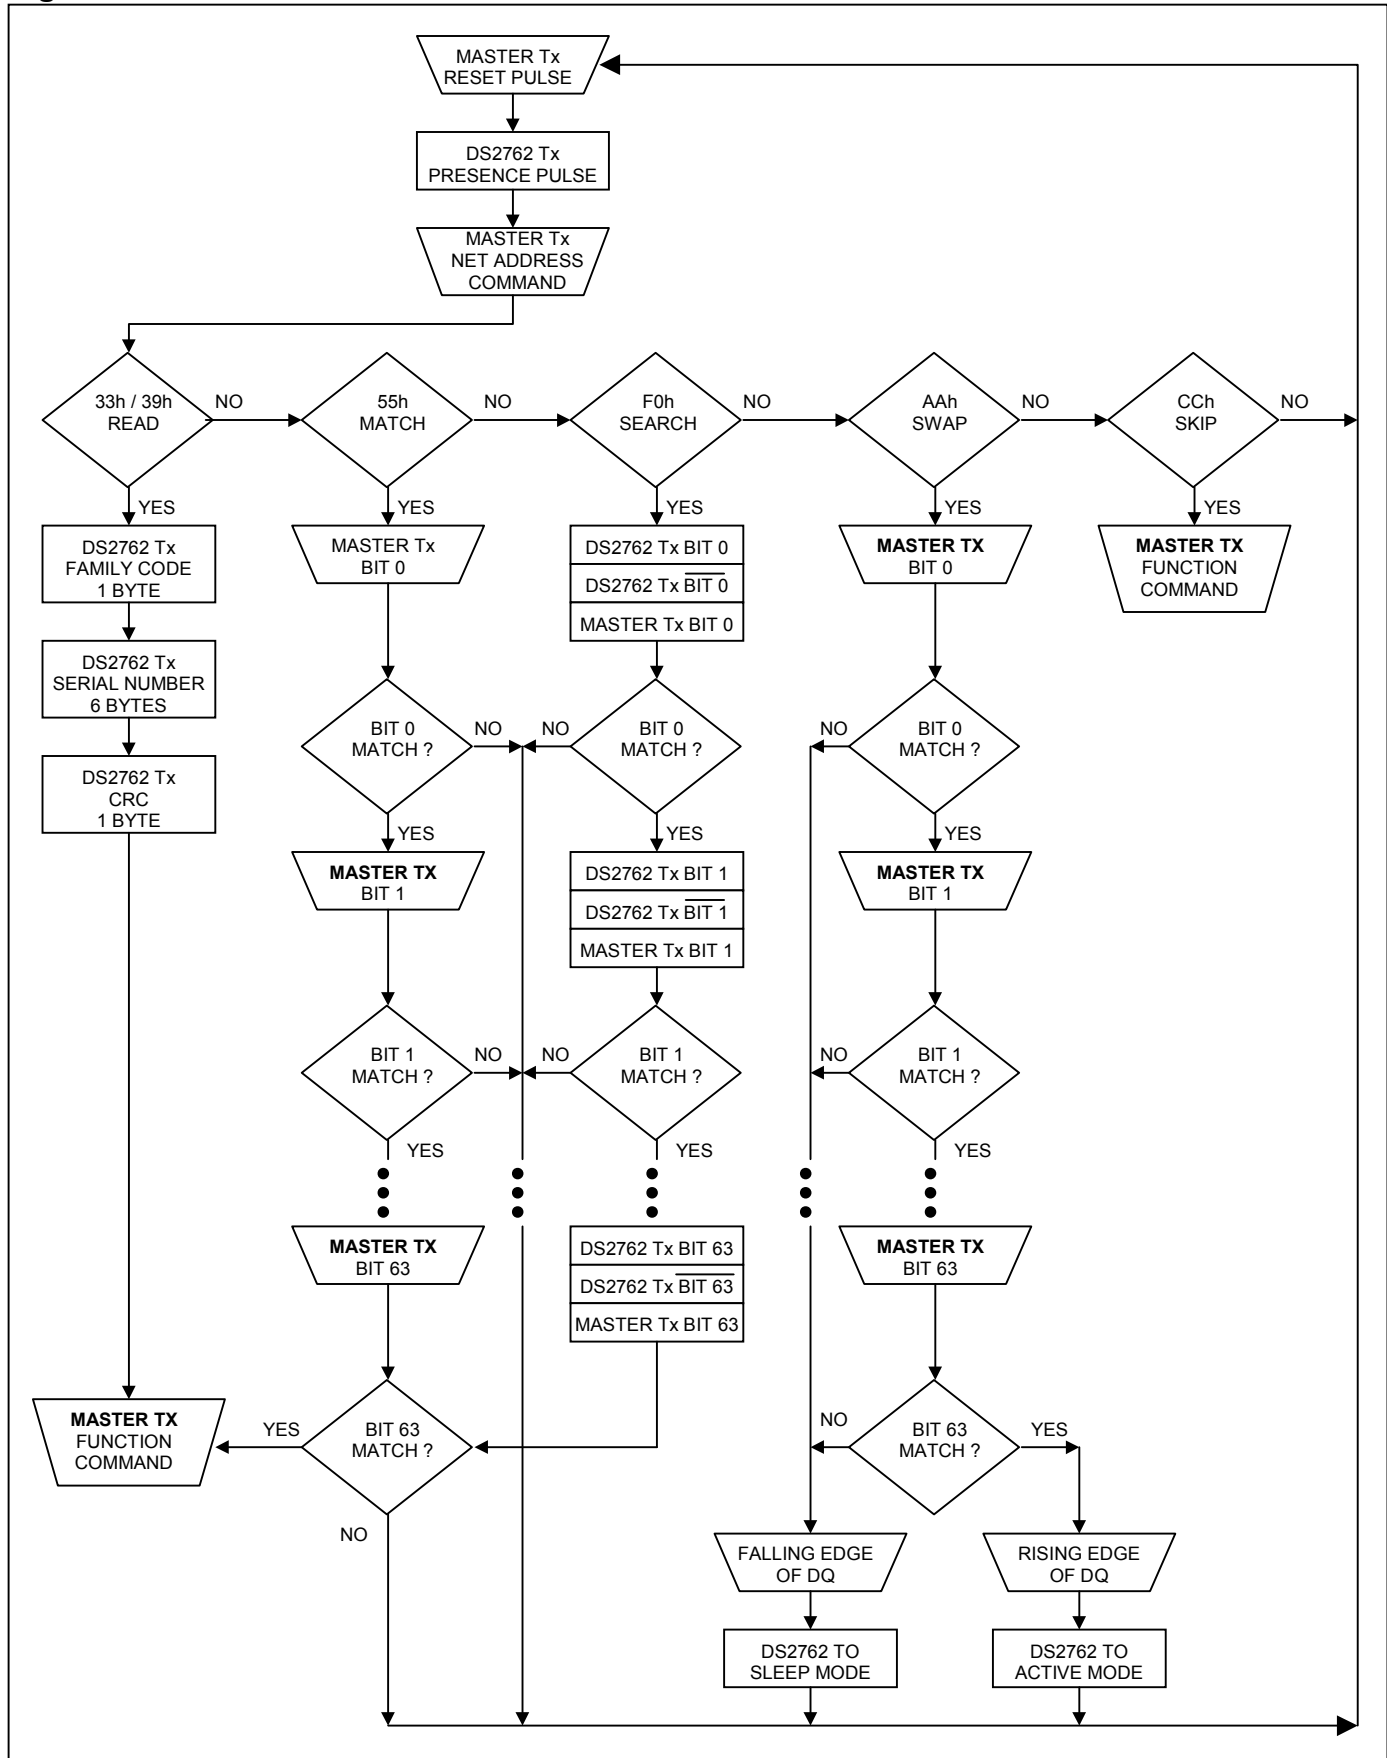 MASTER Tx
RESET PULSE
DS2762 Tx
PRESENCE PULSE
MASTER Tx
NET ADDRESS
COMMAND
33h / 39h
READ
NO
55h
MATCH
NO
F0h
SEARCH
NO
AAh
SWAP
NO
CCh
SKIP
NO
YES
YES
YES
YES
YES
DS2762 Tx
FAMILY CODE
1 BYTE
MASTER Tx
BIT 0
DS2762 Tx BIT 0
DS2762 Tx B̅I̅T̅ ̅0̅
MASTER Tx BIT 0
MASTER TX
BIT 0
MASTER TX
FUNCTION
COMMAND
DS2762 Tx
SERIAL NUMBER
6 BYTES
DS2762 Tx
CRC
1 BYTE
BIT 0
MATCH ?
NO
NO
BIT 0
MATCH ?
NO
BIT 0
MATCH ?
YES
YES
YES
MASTER TX
BIT 1
DS2762 Tx BIT 1
DS2762 Tx B̅I̅T̅ ̅1̅
MASTER Tx BIT 1
MASTER TX
BIT 1
BIT 1
MATCH ?
NO
NO
BIT 1
MATCH ?
NO
BIT 1
MATCH ?
YES
YES
YES
MASTER TX
BIT 63
DS2762 Tx BIT 63
DS2762 Tx B̅I̅T̅ ̅6̅3̅
MASTER Tx BIT 63
MASTER TX
BIT 63
MASTER TX
FUNCTION
COMMAND
YES
BIT 63
MATCH ?
NO
NO
BIT 63
MATCH ?
YES
FALLING EDGE
OF DQ
RISING EDGE
OF DQ
DS2762 TO
SLEEP MODE
DS2762 TO
ACTIVE MODE